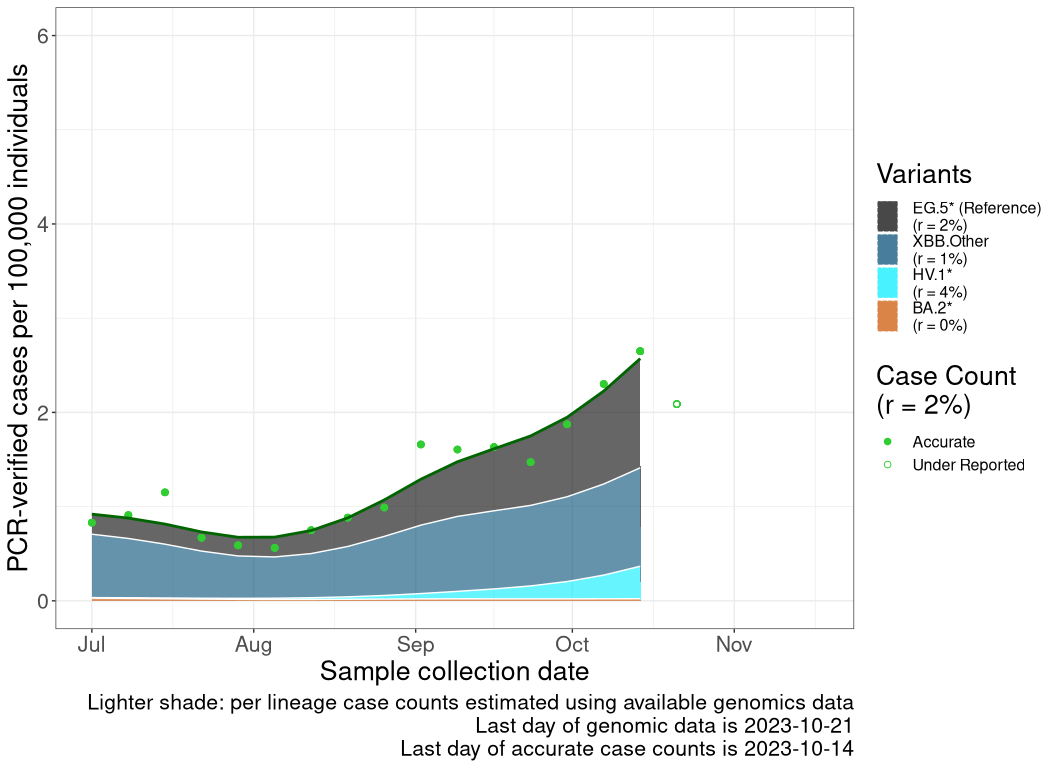 6
4
2
0
PCR-verified cases per 100,000 individuals
Jul Aug Sep Oct Nov
Sample collection date
Lighter shade: per lineage case counts estimated using available genomics data
Last day of genomic data is 2023-10-21
Last day of accurate case counts is 2023-10-14
Variants
EG.5* (Reference)
(r = 2%)
XBB.Other
(r = 1%)
HV.1*
(r = 4%)
BA.2*
(r = 0%)
Case Count
(r = 2%)
Accurate
Under Reported